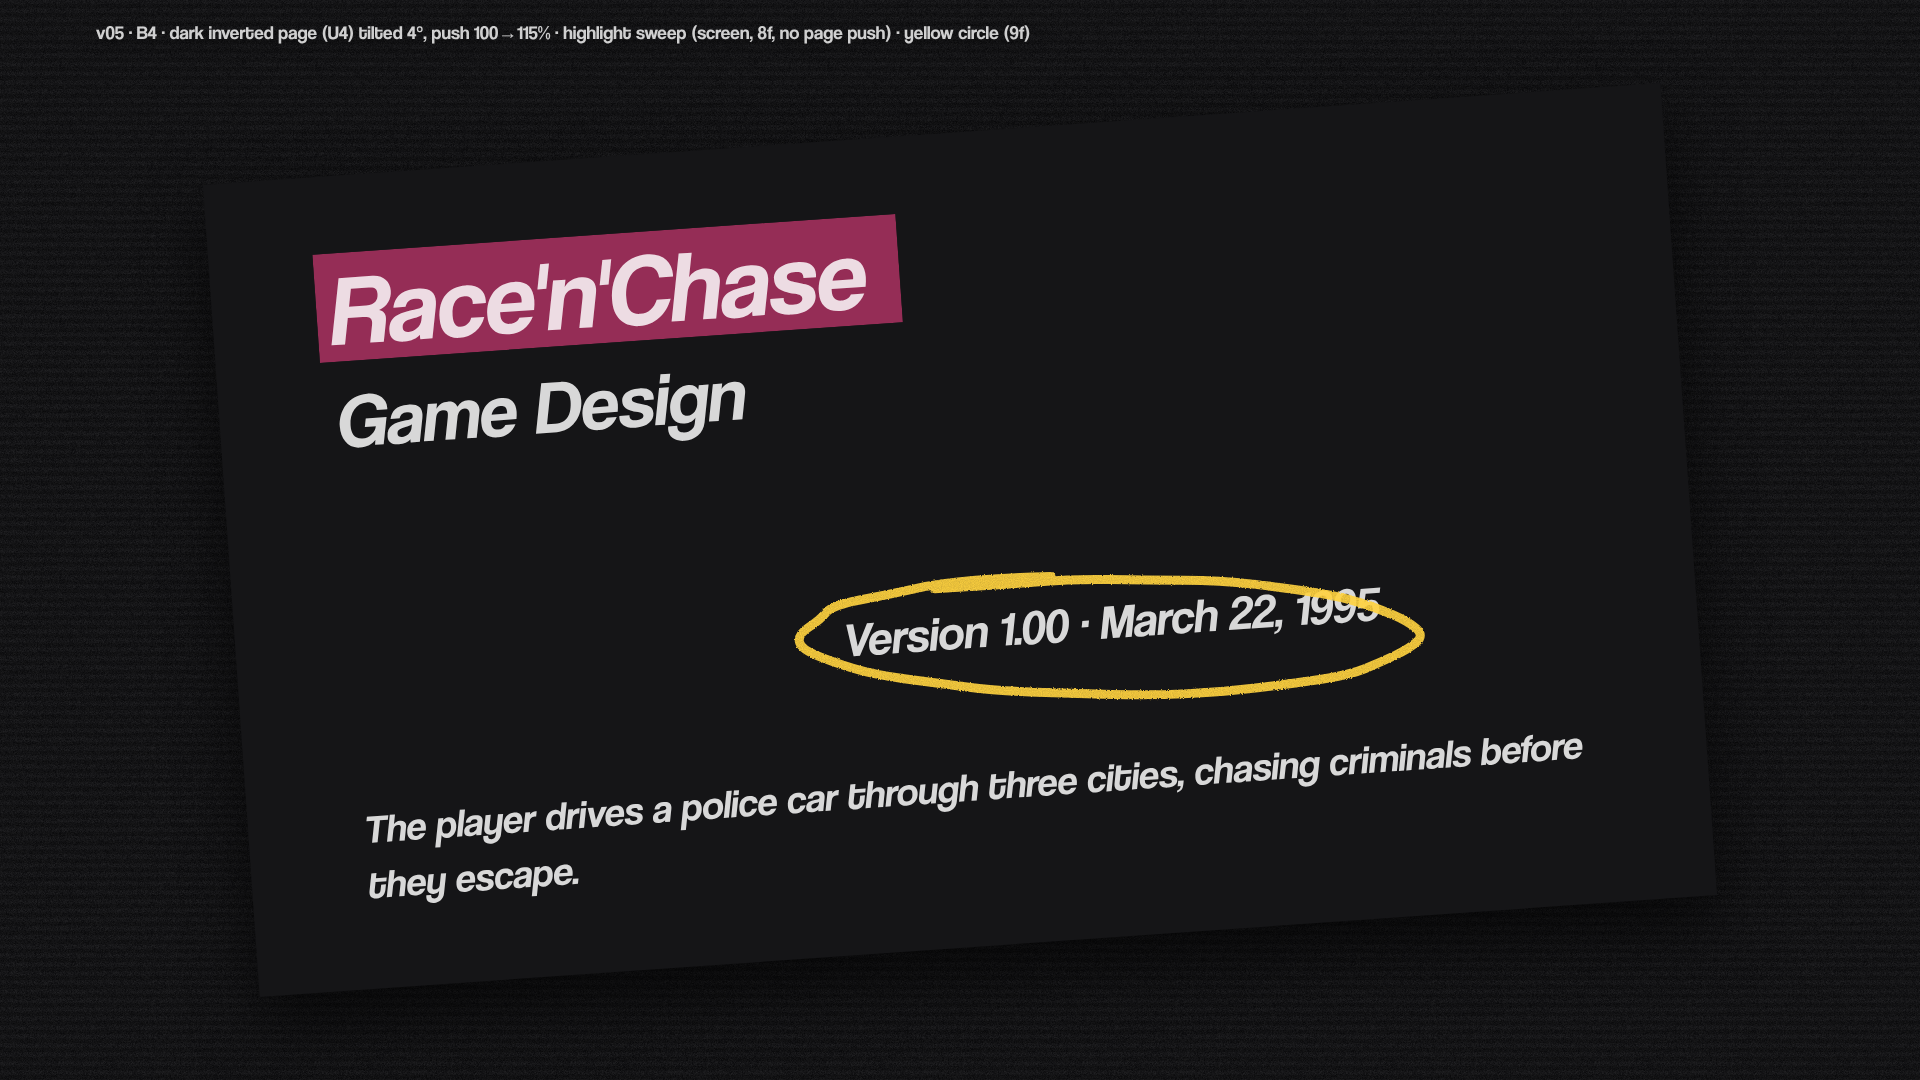 v05 · B4 · dark inverted page (U4) tilted 4°, push 100→115% · highlight sweep (screen, 8f, no page push) · yellow circle (9f)
Race'n'Chase
Game Design
Version 1.00 · March 22, 1995
The player drives a police car through three cities, chasing criminals before
they escape.